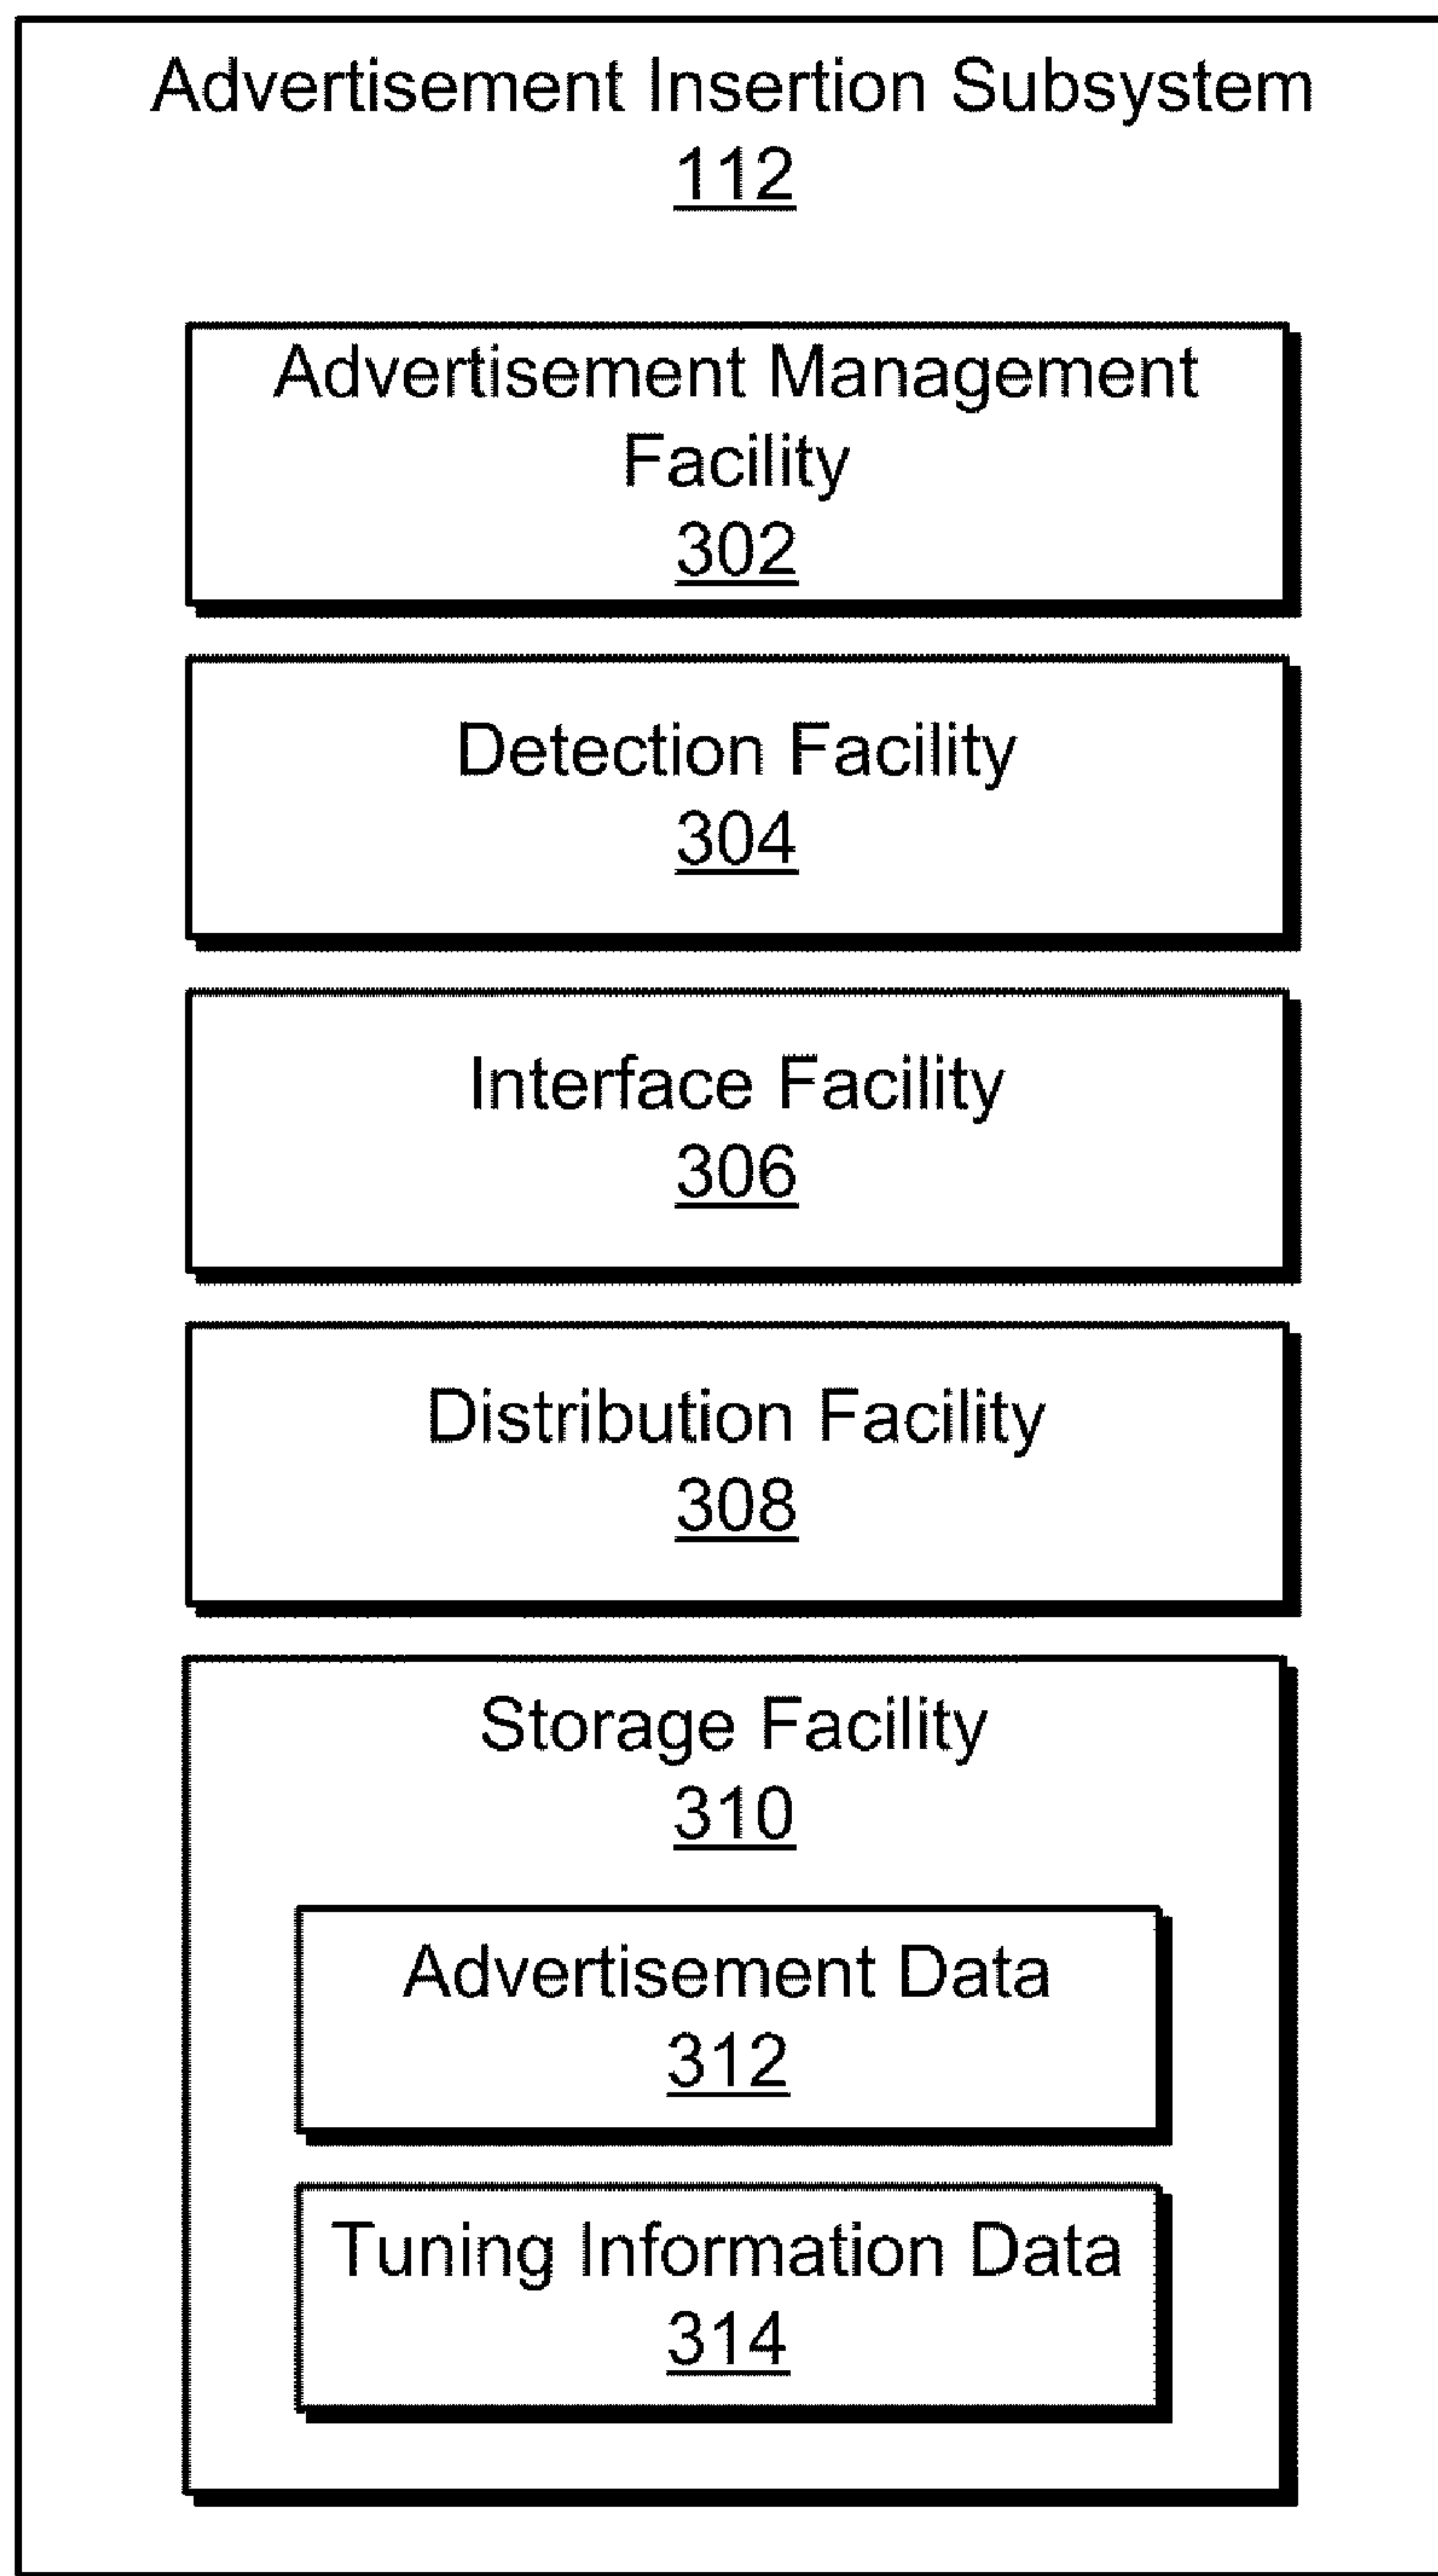 Advertisement Insertion Subsystem
112
Advertisement Management
Facility
302
Detection Facility
304
Interface Facility
306
Distribution Facility
308
Storage Facility
310
Advertisement Data
312
Tuning Information Data
314